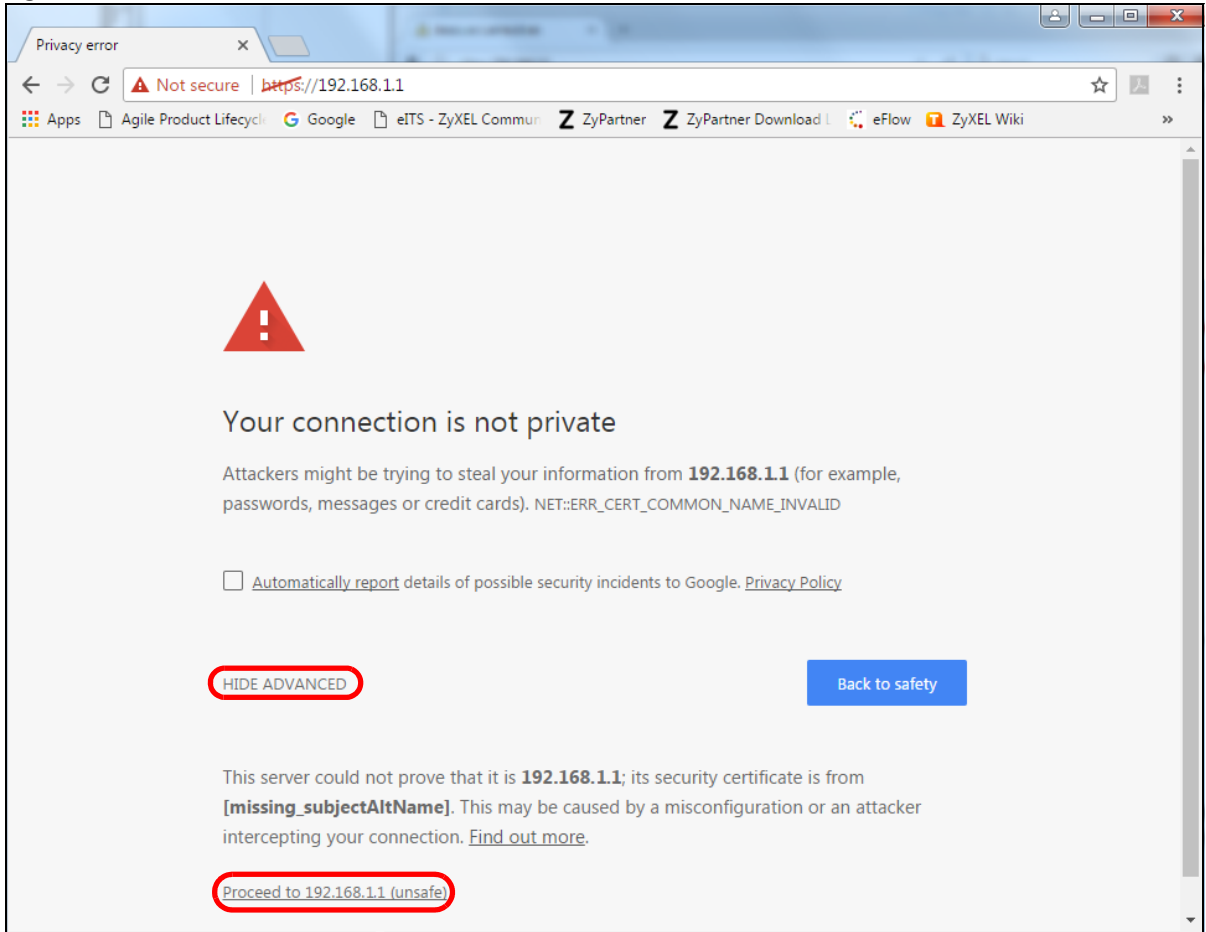 Privacy error
Not secure | https://192.168.1.1
Apps Agile Product Lifecycle Google eITS - ZyXEL Commun ZyPartner ZyPartner Download L eFlow ZyXEL Wiki »
Your connection is not private
Attackers might be trying to steal your information from 192.168.1.1 (for example,
passwords, messages or credit cards). NET::ERR_CERT_COMMON_NAME_INVALID
Automatically report details of possible security incidents to Google. Privacy Policy
HIDE ADVANCED
Back to safety
This server could not prove that it is 192.168.1.1; its security certificate is from
[missing_subjectAltName]. This may be caused by a misconfiguration or an attacker
intercepting your connection. Find out more.
Proceed to 192.168.1.1 (unsafe)